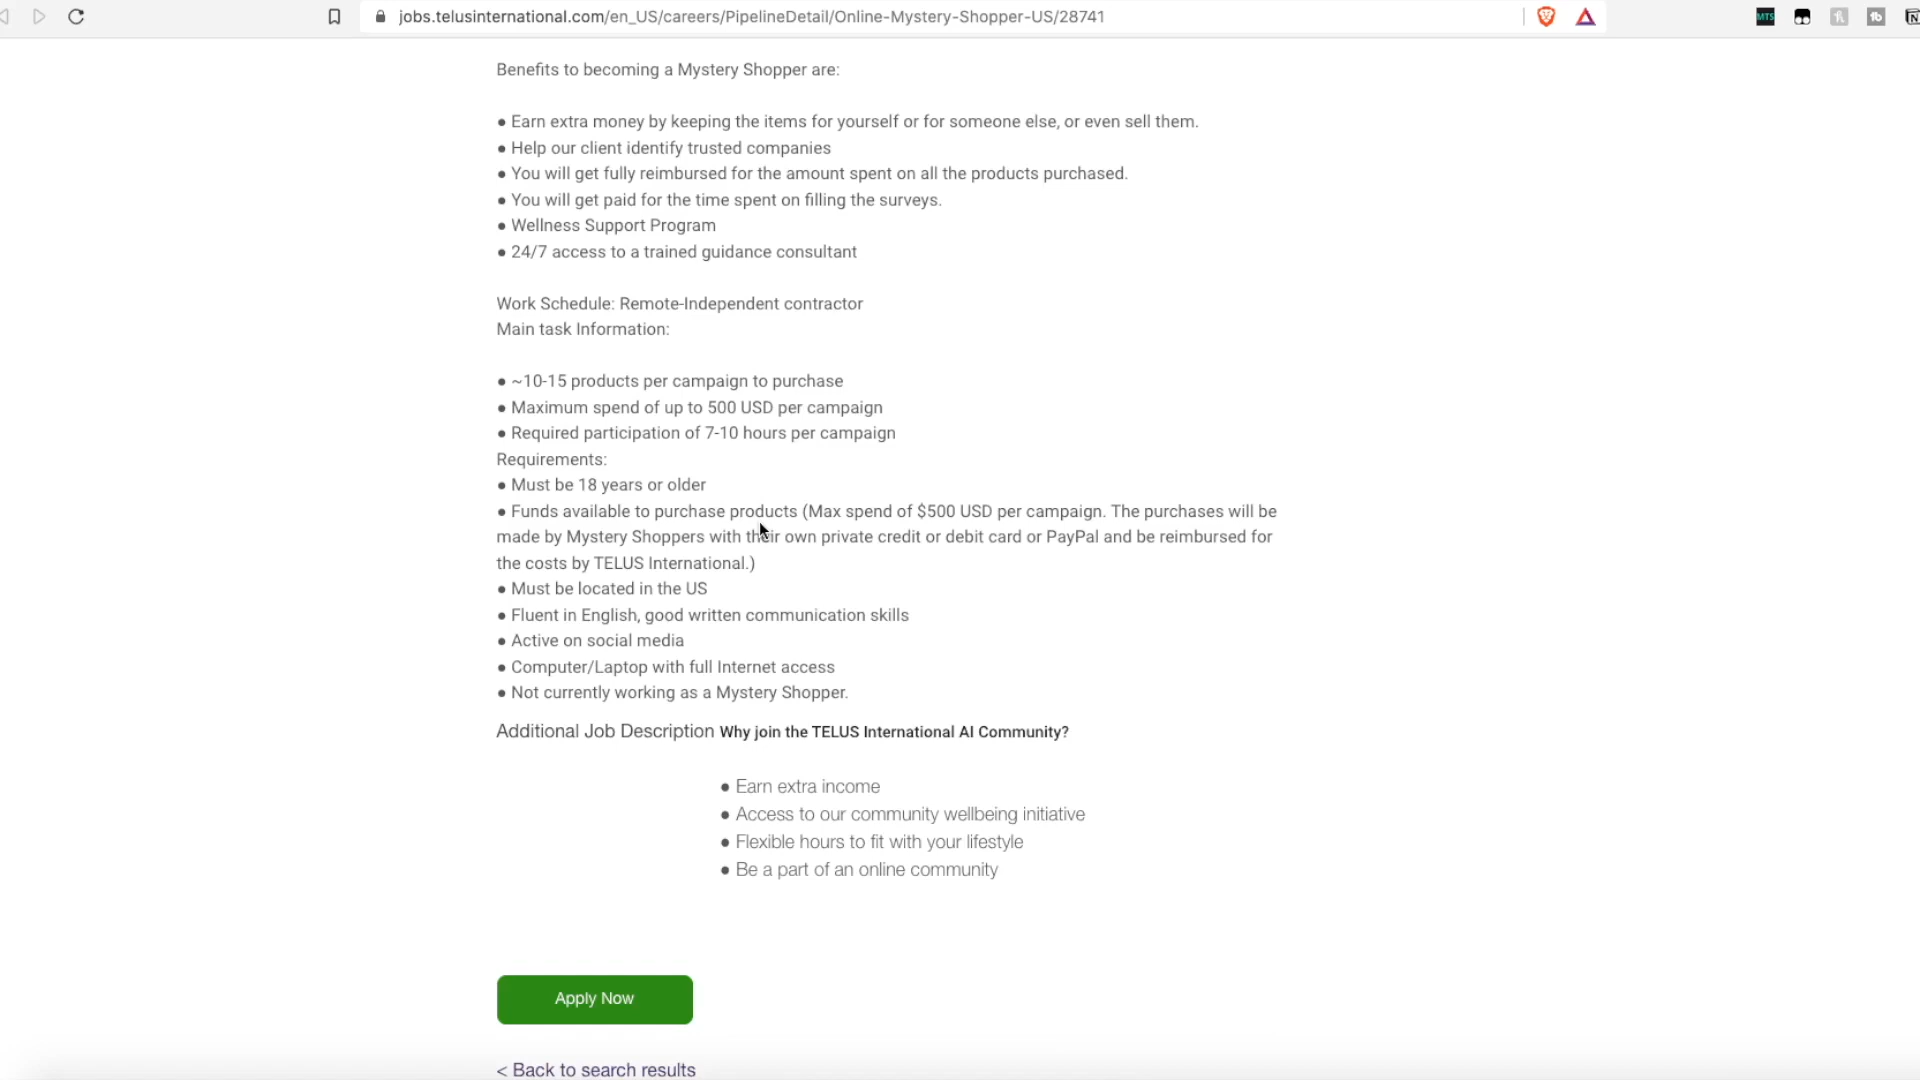 jobs.telusinternational.com/en_US/careers/PipelineDetail/Online-Mystery-Shopper-US/28741
MTS
Benefits to becoming a Mystery Shopper are:
● Earn extra money by keeping the items for yourself or for someone else, or even sell them.
● Help our client identify trusted companies
● You will get fully reimbursed for the amount spent on all the products purchased.
● You will get paid for the time spent on filling the surveys.
● Wellness Support Program
● 24/7 access to a trained guidance consultant
Work Schedule: Remote-Independent contractor
Main task Information:
● ~10-15 products per campaign to purchase
● Maximum spend of up to 500 USD per campaign
● Required participation of 7-10 hours per campaign
Requirements:
● Must be 18 years or older
● Funds available to purchase products (Max spend of $500 USD per campaign. The purchases will be
made by Mystery Shoppers with their own private credit or debit card or PayPal and be reimbursed for
the costs by TELUS International.)
● Must be located in the US
● Fluent in English, good written communication skills
● Active on social media
● Computer/Laptop with full Internet access
● Not currently working as a Mystery Shopper.
Additional Job Description Why join the TELUS International AI Community?
● Earn extra income
● Access to our community wellbeing initiative
● Flexible hours to fit with your lifestyle
● Be a part of an online community
Apply Now
< Back to search results